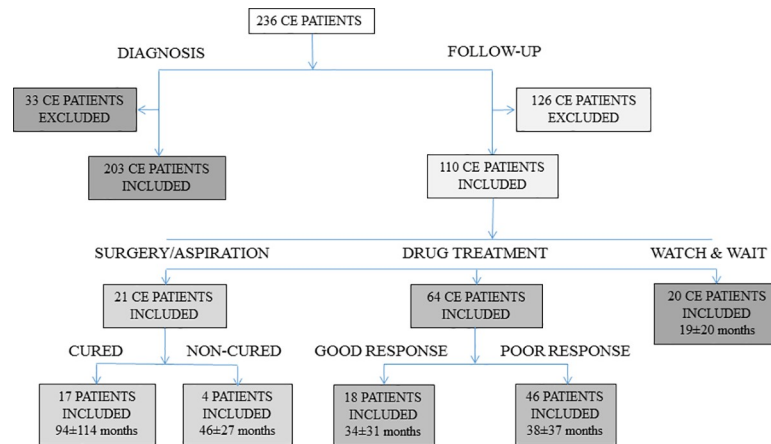 236 CE PATIENTS
DIAGNOSIS
FOLLOW-UP
33 CE PATIENTS
EXCLUDED
126 CE PATIENTS
EXCLUDED
203 CE PATIENTS
INCLUDED
110 CE PATIENTS
INCLUDED
SURGERY/ASPIRATION
DRUG TREATMENT
WATCH & WAIT
21 CE PATIENTS
INCLUDED
64 CE PATIENTS
INCLUDED
20 CE PATIENTS
INCLUDED
19±20 months
CURED
NON-CURED
GOOD RESPONSE
POOR RESPONSE
17 PATIENTS
INCLUDED
94±114 months
4 PATIENTS
INCLUDED
46±27 months
18 PATIENTS
INCLUDED
34±31 months
46 PATIENTS
INCLUDED
38±37 months